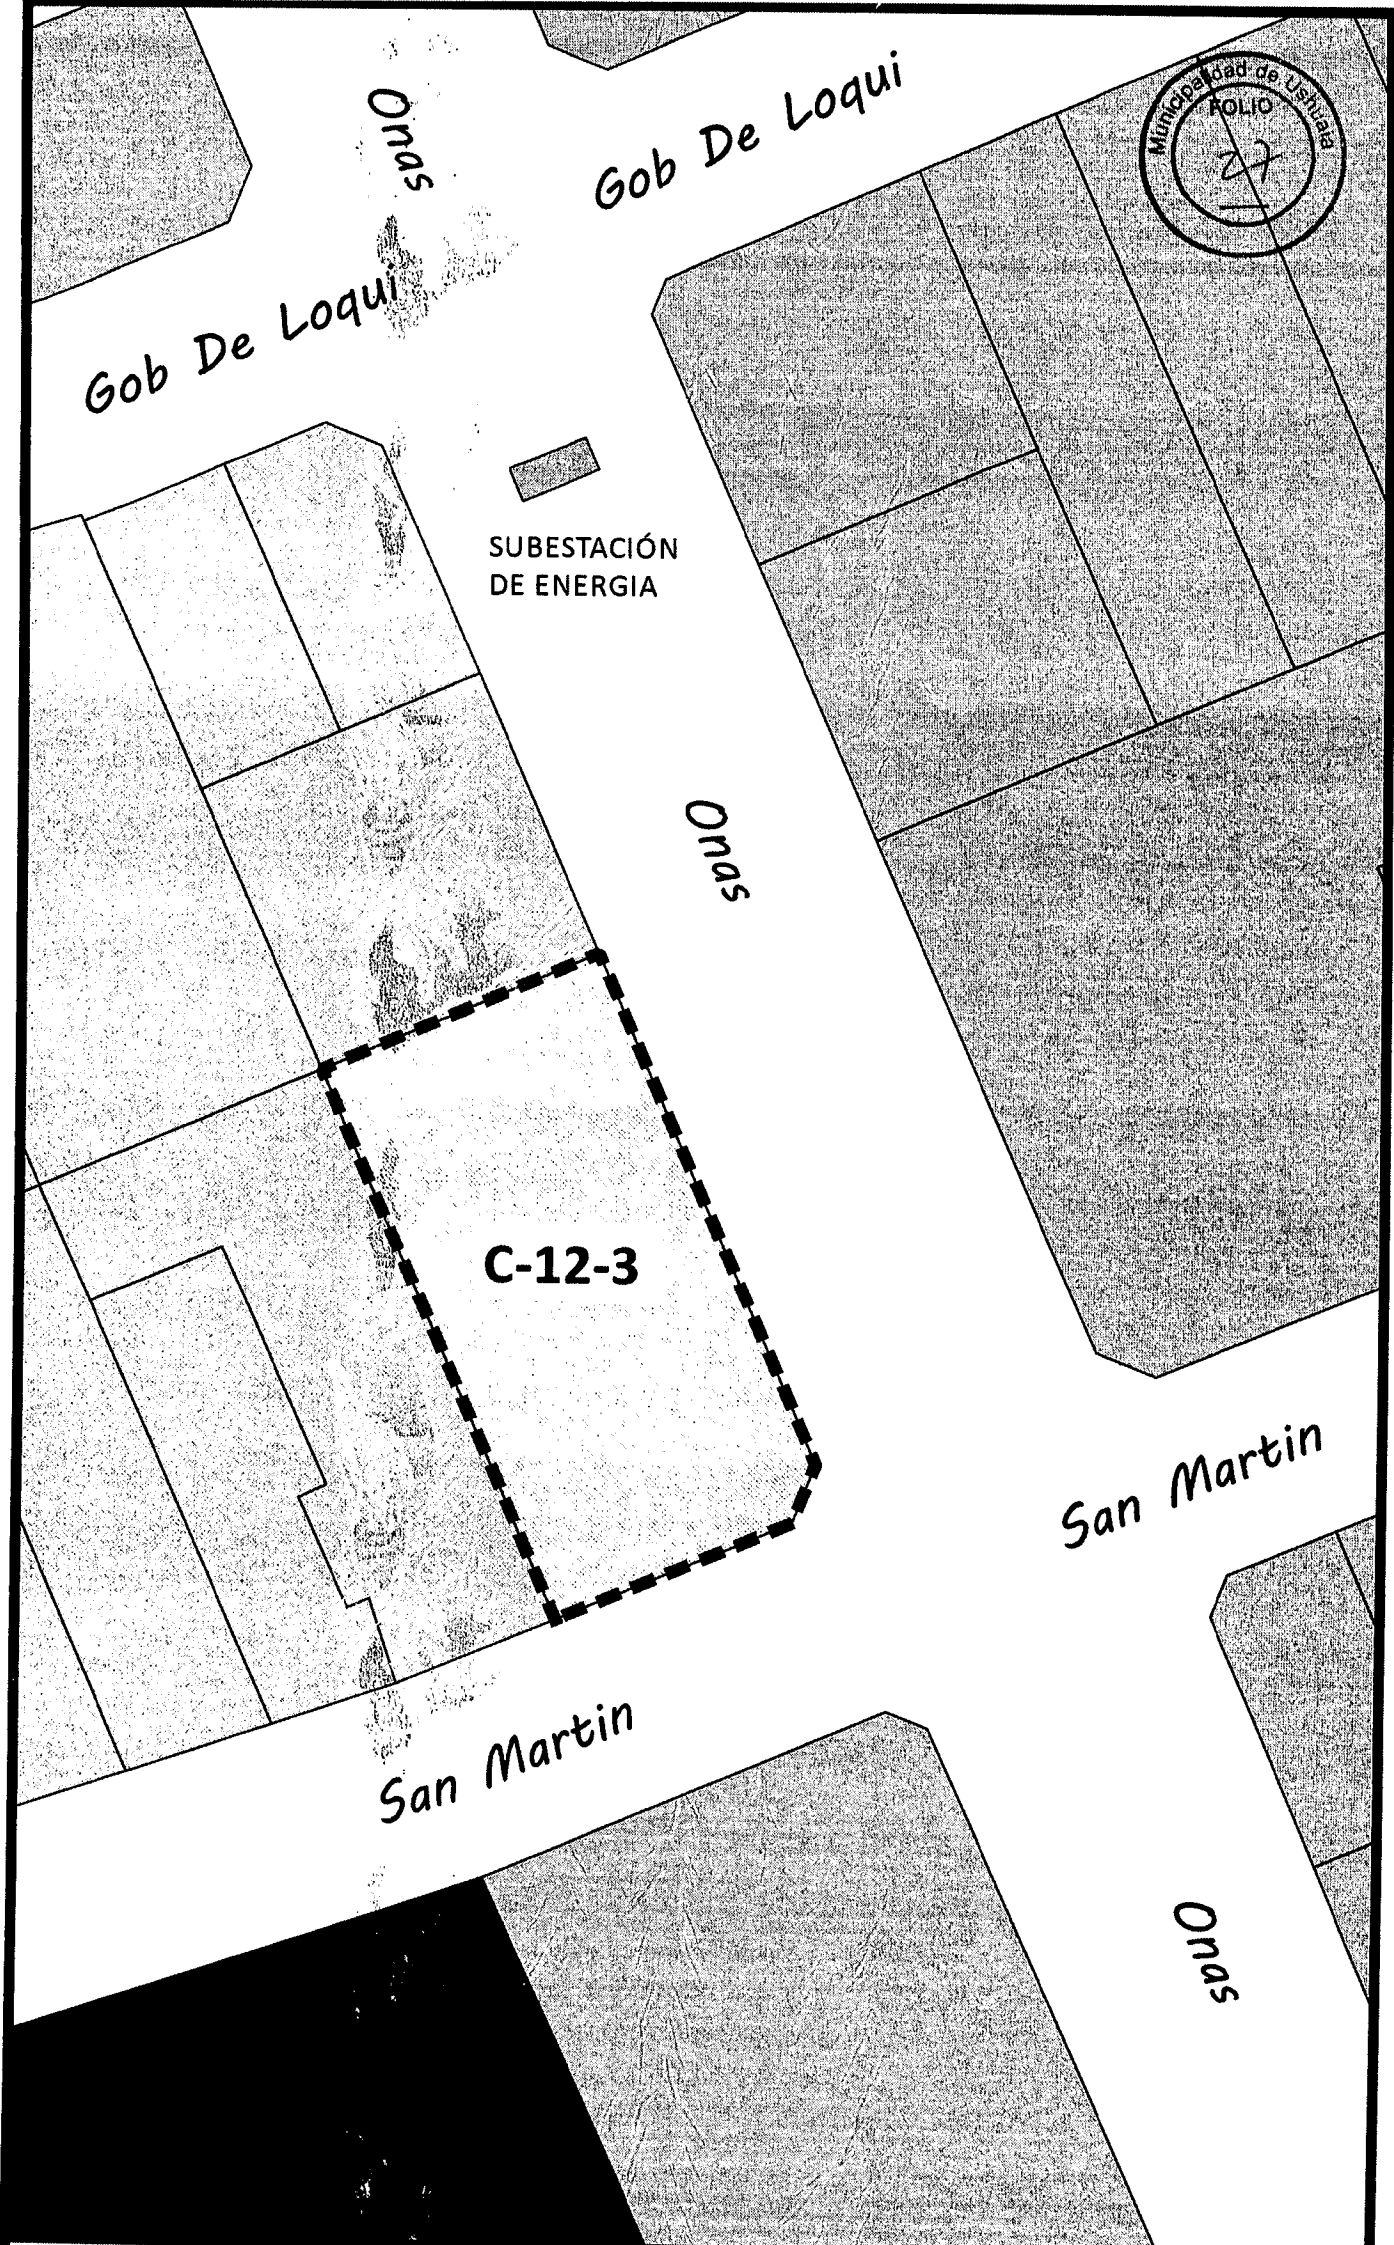 Onas
Gob De Loqui
Municipalidad de Ushuaia
FOLIO
27
Gob De Loqui
SUBESTACIÓN
DE ENERGIA
Onas
C-12-3
San Martin
San Martin
Onas